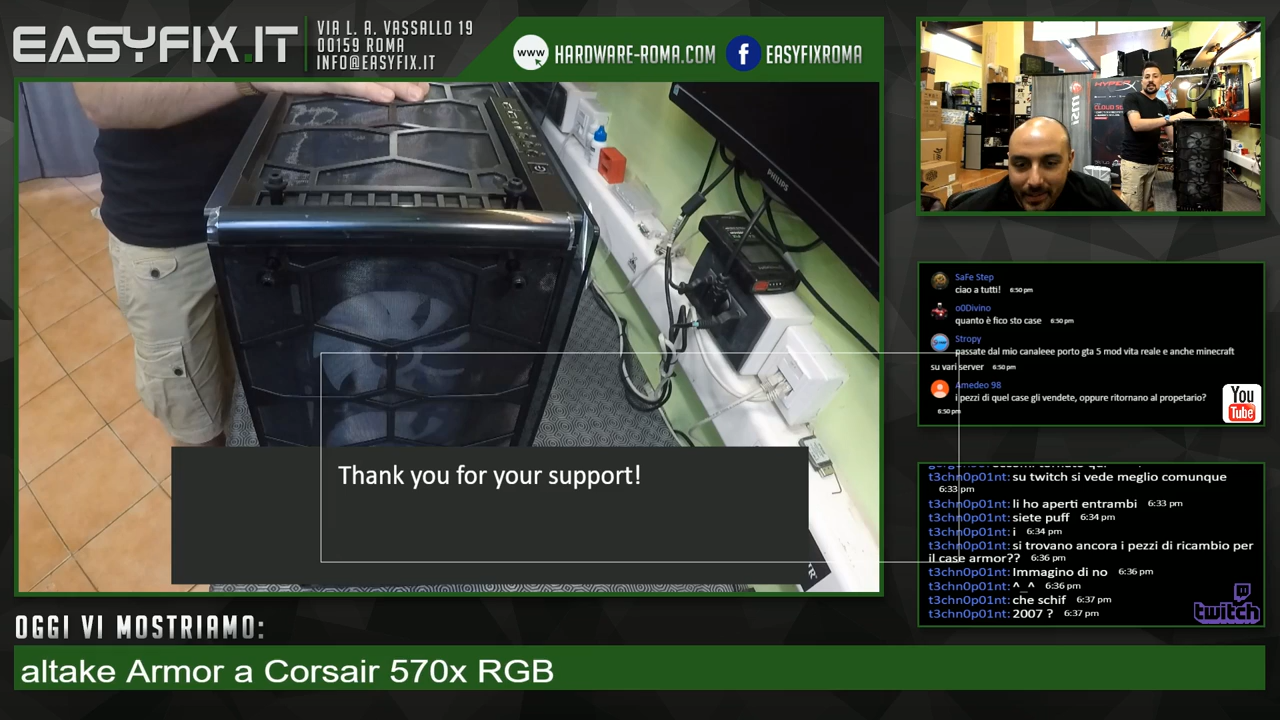 EASYFIX.IT
VIA L. A. VASSALLO 19
00159 ROMA
INFO@EASYFIX.IT
WWW
HARDWARE-ROMA.COM
f
EASYFIXROMA
PHILIPS
msi
HYPERX
CLOUD
SaFe Step
ciao a tutti! 6:50 pm
o0Divino
quanto è fico sto case 6:50 pm
Stropy
passate dal mio canaleee porto gta 5 mod vita reale e anche minecraft
su vari server 6:50 pm
Amedeo 98
i pezzi di quel case gli vendete, oppure ritornano al propetario?
6:50 pm
You
Tube
t3chn0p01nt: su twitch si vede meglio comunque
6:33 pm
t3chn0p01nt: li ho aperti entrambi 6:33 pm
t3chn0p01nt: siete puff 6:34 pm
t3chn0p01nt: i 6:34 pm
t3chn0p01nt: si trovano ancora i pezzi di ricambio per
il case armor?? 6:36 pm
t3chn0p01nt: Immagino di no 6:36 pm
t3chn0p01nt: ^_^ 6:36 pm
t3chn0p01nt: che schif 6:37 pm
t3chn0p01nt: 2007 ? 6:37 pm
twitch
Thank you for your support!
OGGI VI MOSTRIAMO:
altake Armor a Corsair 570x RGB